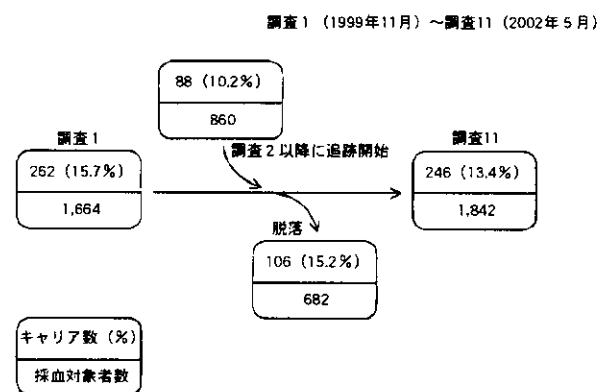 調査1（1999年11月）～調査11（2002年5月）
88（10.2%）
860
調査1
調査2以降に追跡開始
調査11
262（15.7%）
246（13.4%）
1,664
1,842
脱落
106（15.2%）
682
キャリア数（%）
採血対象者数